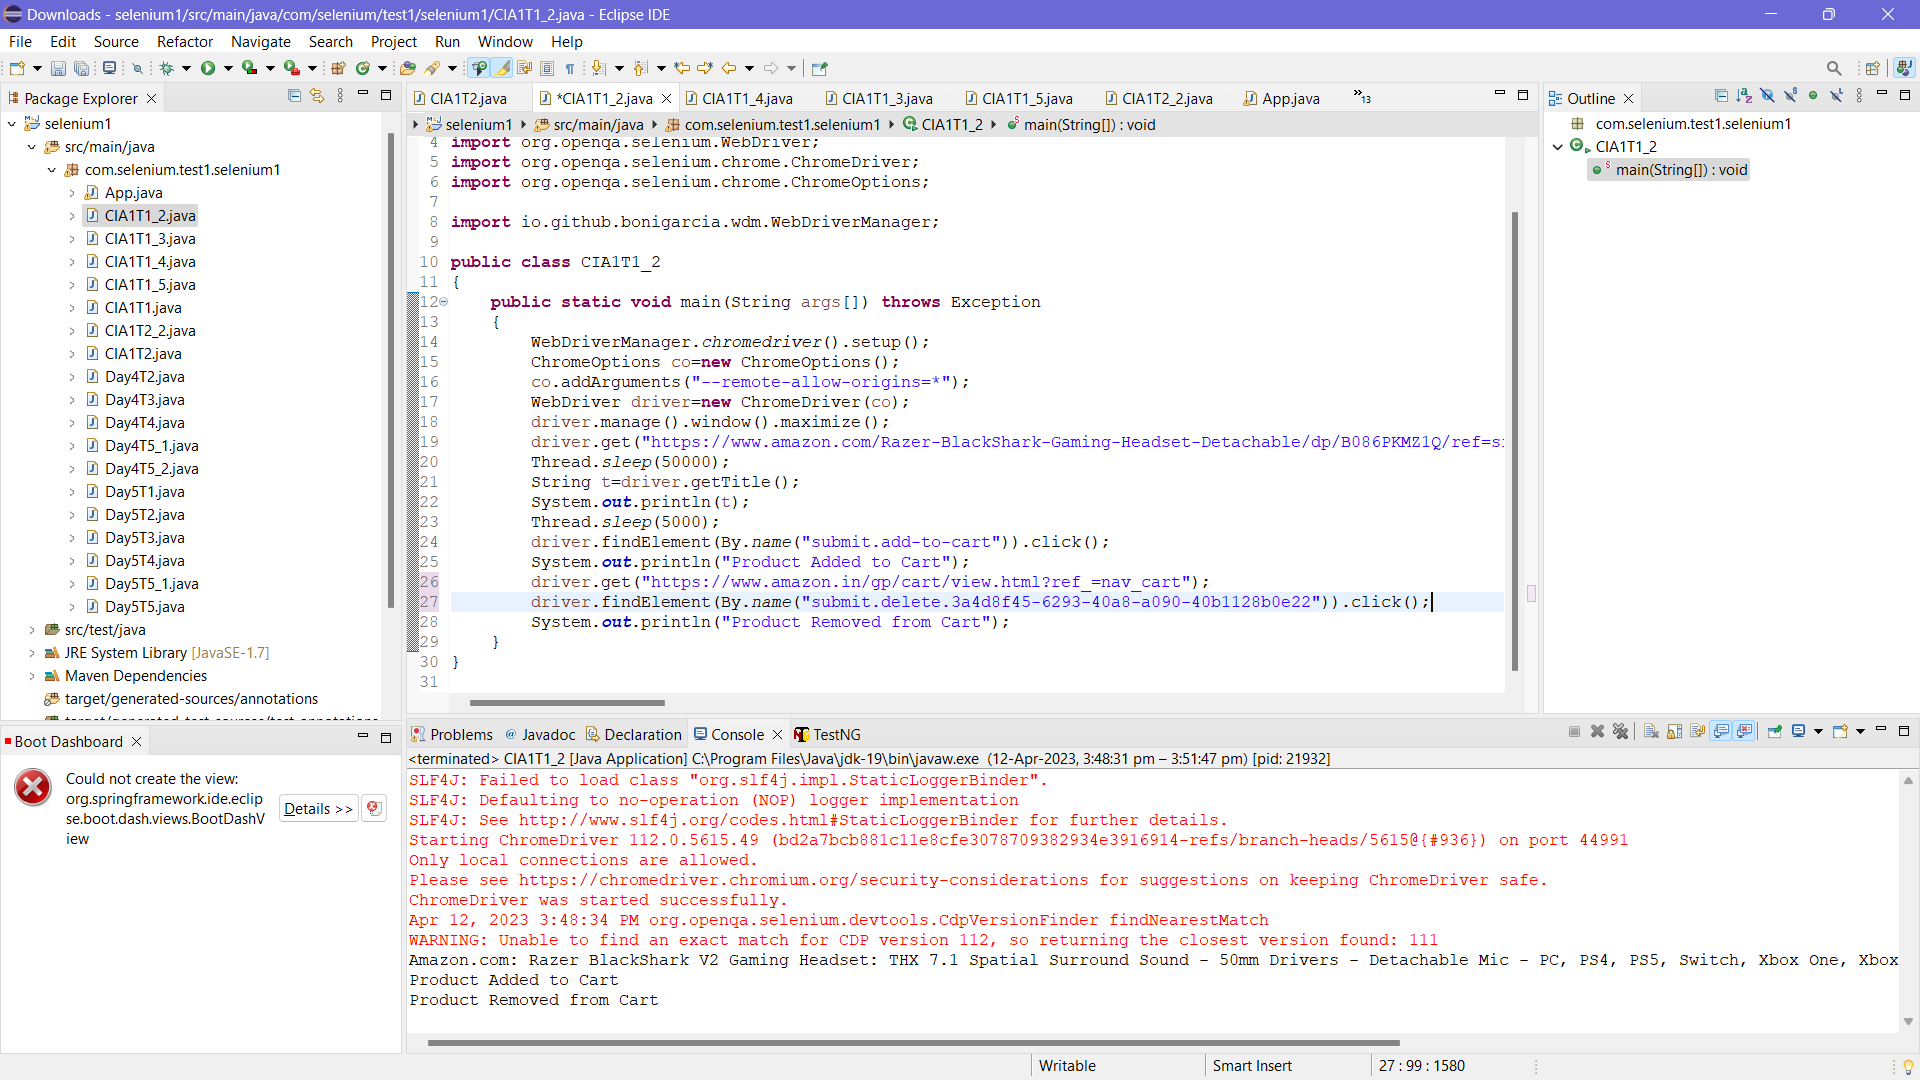 Downloads - selenium1/src/main/java/com/selenium/test1/selenium1/CIA1T1_2.java - Eclipse IDE
File Edit Source Refactor Navigate Search Project Run Window Help
Package Explorer
selenium1
src/main/java
com.selenium.test1.selenium1
App.java
CIA1T1_2.java
CIA1T1_3.java
CIA1T1_4.java
CIA1T1_5.java
CIA1T1.java
CIA1T2_2.java
CIA1T2.java
Day4T2.java
Day4T3.java
Day4T4.java
Day4T5_1.java
Day4T5_2.java
Day5T1.java
Day5T2.java
Day5T3.java
Day5T4.java
Day5T5_1.java
Day5T5.java
src/test/java
JRE System Library [JavaSE-1.7]
Maven Dependencies
target/generated-sources/annotations
target/generated-test-sources/test-annotations
Boot Dashboard
Could not create the view:
org.springframework.ide.eclip
se.boot.dash.views.BootDashV
iew
Details >>
CIA1T2.java *CIA1T1_2.java CIA1T1_4.java CIA1T1_3.java CIA1T1_5.java CIA1T2_2.java App.java »13
selenium1 src/main/java com.selenium.test1.selenium1 CIA1T1_2 main(String[]) : void
4 import org.openqa.selenium.WebDriver;
5 import org.openqa.selenium.chrome.ChromeDriver;
6 import org.openqa.selenium.chrome.ChromeOptions;
7
8 import io.github.bonigarcia.wdm.WebDriverManager;
9
10 public class CIA1T1_2
11 {
12 public static void main(String args[]) throws Exception
13 {
14 WebDriverManager.chromedriver().setup();
15 ChromeOptions co=new ChromeOptions();
16 co.addArguments("--remote-allow-origins=*");
17 WebDriver driver=new ChromeDriver(co);
18 driver.manage().window().maximize();
19 driver.get("https://www.amazon.com/Razer-BlackShark-Gaming-Headset-Detachable/dp/B086PKMZ1Q/ref=s
20 Thread.sleep(50000);
21 String t=driver.getTitle();
22 System.out.println(t);
23 Thread.sleep(5000);
24 driver.findElement(By.name("submit.add-to-cart")).click();
25 System.out.println("Product Added to Cart");
26 driver.get("https://www.amazon.in/gp/cart/view.html?ref_=nav_cart");
27 driver.findElement(By.name("submit.delete.3a4d8f45-6293-40a8-a090-40b1128b0e22")).click();
28 System.out.println("Product Removed from Cart");
29 }
30 }
31
Outline
com.selenium.test1.selenium1
CIA1T1_2
main(String[]) : void
Problems Javadoc Declaration Console TestNG
<terminated> CIA1T1_2 [Java Application] C:\Program Files\Java\jdk-19\bin\javaw.exe (12-Apr-2023, 3:48:31 pm – 3:51:47 pm) [pid: 21932]
SLF4J: Failed to load class "org.slf4j.impl.StaticLoggerBinder".
SLF4J: Defaulting to no-operation (NOP) logger implementation
SLF4J: See http://www.slf4j.org/codes.html#StaticLoggerBinder for further details.
Starting ChromeDriver 112.0.5615.49 (bd2a7bcb881c11e8cfe3078709382934e3916914-refs/branch-heads/5615@{#936}) on port 44991
Only local connections are allowed.
Please see https://chromedriver.chromium.org/security-considerations for suggestions on keeping ChromeDriver safe.
ChromeDriver was started successfully.
Apr 12, 2023 3:48:34 PM org.openqa.selenium.devtools.CdpVersionFinder findNearestMatch
WARNING: Unable to find an exact match for CDP version 112, so returning the closest version found: 111
Amazon.com: Razer BlackShark V2 Gaming Headset: THX 7.1 Spatial Surround Sound - 50mm Drivers - Detachable Mic - PC, PS4, PS5, Switch, Xbox One, Xbox
Product Added to Cart
Product Removed from Cart
Writable Smart Insert 27 : 99 : 1580